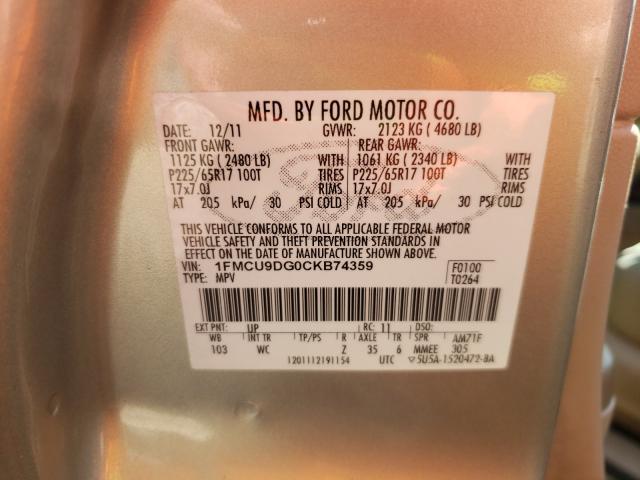 MFD. BY FORD MOTOR CO.
DATE: 12/11 GVWR: 2123 KG ( 4680 LB)
FRONT GAWR: REAR GAWR:
1125 KG ( 2480 LB) WITH 1061 KG ( 2340 LB) WITH
P225/65R17 100T TIRES P225/65R17 100T TIRES
17x7.0J RIMS 17x7.0J RIMS
AT 205 kPa/ 30 PSI COLD AT 205 kPa/ 30 PSI COLD
Ford
THIS VEHICLE CONFORMS TO ALL APPLICABLE FEDERAL MOTOR
VEHICLE SAFETY AND THEFT PREVENTION STANDARDS IN
EFFECT ON THE DATE OF MANUFACTURE SHOWN ABOVE.
VIN: 1FMCU9DG0CKB74359 F0100
TYPE: MPV T0264
EXT PNT: UP RC: 11 DSO:
WB INT TR TP/PS R AXLE TR SPR AM71F
103 WC Z 35 6 MMEE 305
1201112191154 UTC ▽5U5A-1520472-BA